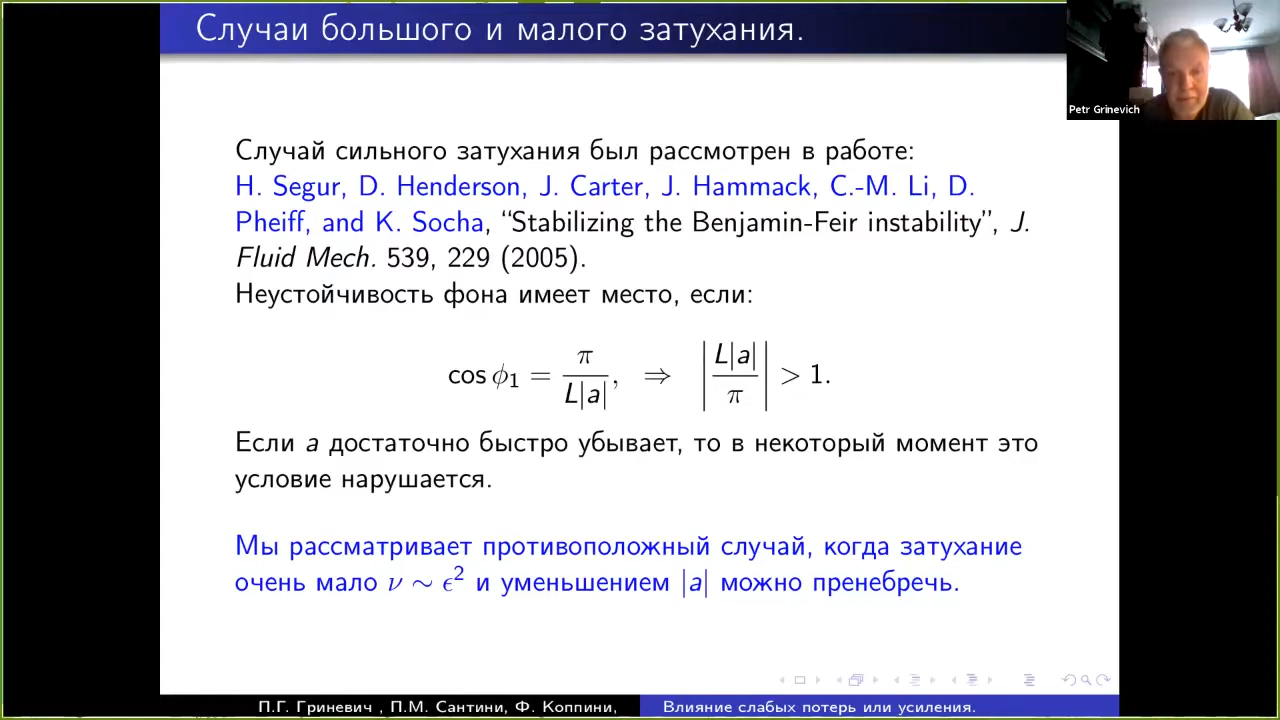 Случаи большого и малого затухания.
Petr Grinevich
Случай сильного затухания был рассмотрен в работе:
H. Segur, D. Henderson, J. Carter, J. Hammack, C.-M. Li, D.
Pheiff, and K. Socha, “Stabilizing the Benjamin-Feir instability”, J.
Fluid Mech. 539, 229 (2005).
Неустойчивость фона имеет место, если:
cos ϕ₁ = π / L|a|, ⇒ |L|a| / π| > 1.
Если a достаточно быстро убывает, то в некоторый момент это
условие нарушается.
Мы рассматривает противоположный случай, когда затухание
очень мало ν ∼ ϵ² и уменьшением |a| можно пренебречь.
П.Г. Гриневич , П.М. Сантини, Ф. Коппини,
Влияние слабых потерь или усиления.